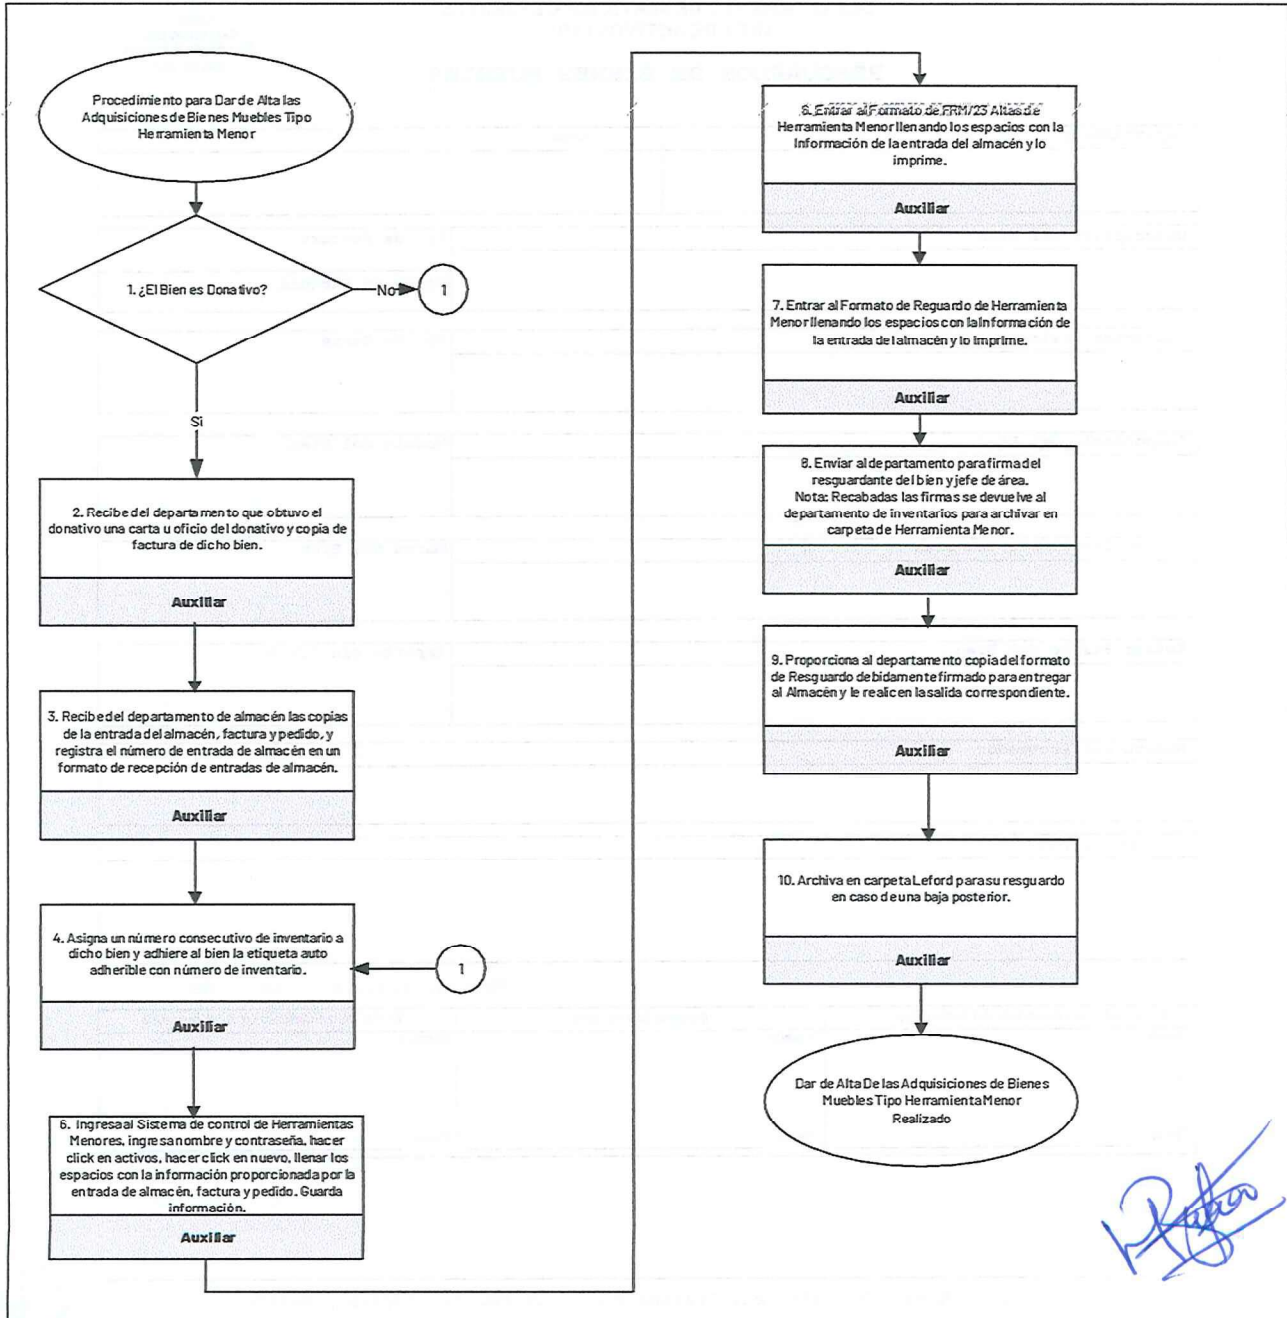 Procedimiento para Dar de Alta las
Adquisiciones de Bienes Muebles Tipo
Herramienta Menor
1. ¿El Bien es Donativo?
No
1
Si
2. Recibe del departamento que obtuvo el
donativo una carta u oficio del donativo y copia de
factura de dicho bien.
Auxiliar
3. Recibe del departamento de almacén las copias
de la entrada del almacén, factura y pedido, y
registra el número de entrada de almacén en un
formato de recepción de entradas de almacén.
Auxiliar
4. Asigna un número consecutivo de inventario a
dicho bien y adhiere al bien la etiqueta auto
adherible con número de inventario.
Auxiliar
1
6. Ingresa al Sistema de control de Herramientas
Menores, ingresa nombre y contraseña, hacer
click en activos, hacer click en nuevo, llenar los
espacios con la información proporcionada por la
entrada de almacén, factura y pedido. Guarda
información.
Auxiliar
6. Entrar al Formato de FRM/23 Altas de
Herramienta Menor llenando los espacios con la
Información de la entrada del almacén y lo
imprime.
Auxiliar
7. Entrar al Formato de Reguardo de Herramienta
Menor llenando los espacios con la Información de
la entrada del almacén y lo Imprime.
Auxiliar
8. Enviar al departamento para firma del
resguardante del bien y jefe de área.
Nota: Recabadas las firmas se devuelve al
departamento de inventarios para archivar en
carpeta de Herramienta Menor.
Auxiliar
9. Proporciona al departamento copia del formato
de Resguardo debidamente firmado para entregar
al Almacén y le realicen la salida correspondiente.
Auxiliar
10. Archiva en carpeta Leford para su resguardo
en caso de una baja posterior.
Auxiliar
Dar de Alta De las Adquisiciones de Bienes
Muebles Tipo Herramienta Menor
Realizado